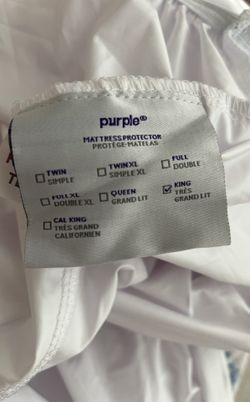 purple®
MATTRESS PROTECTOR
PROTÈGE-MATELAS
☐ TWIN ☐ TWIN XL ☐ FULL
SIMPLE SIMPLE XL DOUBLE
☐ FULL XL ☐ QUEEN ☑ KING
DOUBLE XL GRAND LIT TRÈS
GRAND LIT
☐ CAL KING
TRÈS GRAND
CALIFORNIEN